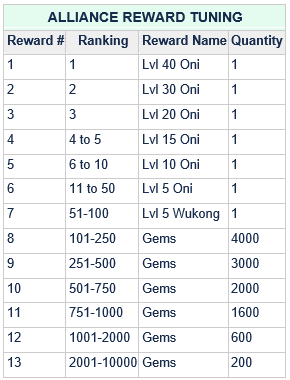 ALLIANCE REWARD TUNING
Reward # Ranking Reward Name Quantity
1 1 Lvl 40 Oni 1
2 2 Lvl 30 Oni 1
3 3 Lvl 20 Oni 1
4 4 to 5 Lvl 15 Oni 1
5 6 to 10 Lvl 10 Oni 1
6 11 to 50 Lvl 5 Oni 1
7 51-100 Lvl 5 Wukong 1
8 101-250 Gems 4000
9 251-500 Gems 3000
10 501-750 Gems 2000
11 751-1000 Gems 1600
12 1001-2000 Gems 600
13 2001-10000 Gems 200